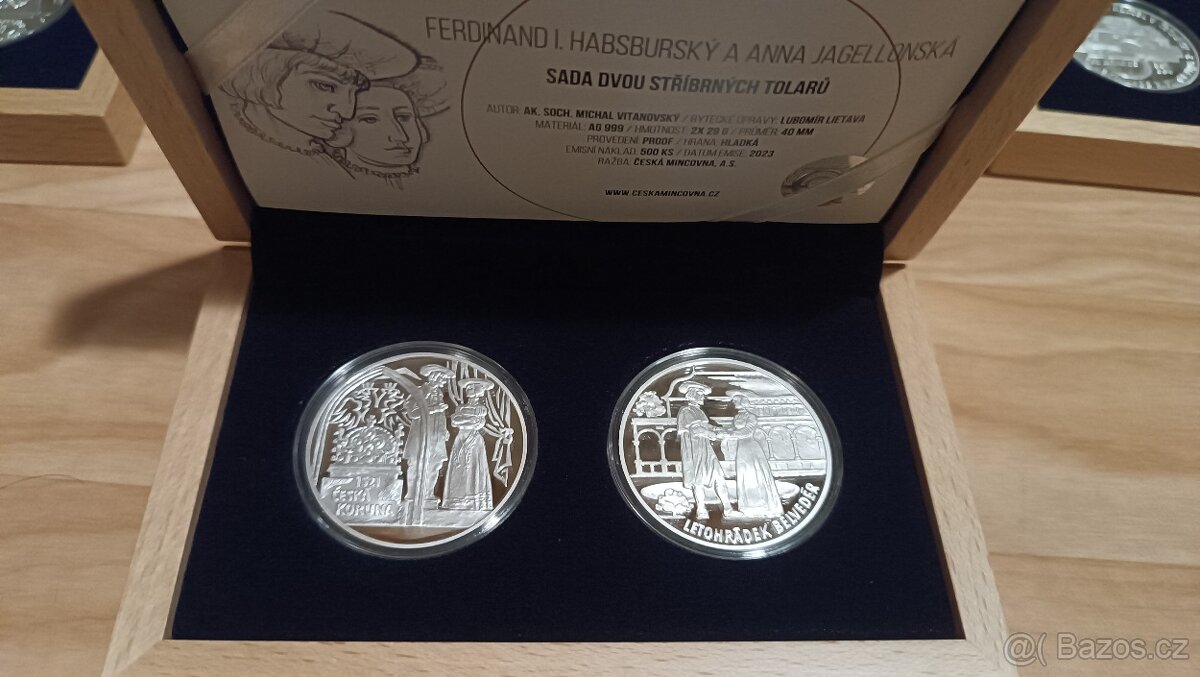 FERDINAND I. HABSBURSKÝ A ANNA JAGELLONSKÁ
SADA DVOU STŘÍBRNÝCH TOLARŮ
AUTOR: AK. SOCH. MICHAL VITANOVSKÝ / RYTECKÉ ÚPRAVY: LUBOMÍR LIETAVA
MATERIÁL: AG 999 / HMOTNOST: 2X 29 G / PRŮMĚR: 40 MM
PROVEDENÍ: PROOF / HRANA: HLADKÁ
EMISNÍ NÁKLAD: 500 KS / DATUM EMISE: 2023
RAŽBA: ČESKÁ MINCOVNA, A.S.
WWW.CESKAMINCOVNA.CZ
1521
ČESKÁ
KORUNA
LETOHRÁDEK BELVEDER
Bazos.cz